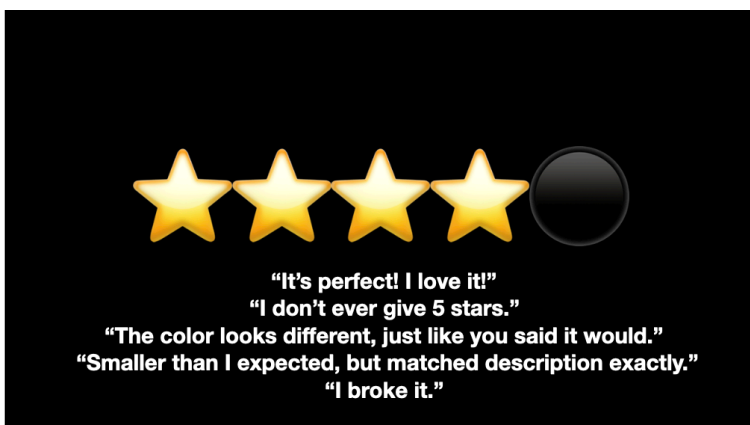 “It’s perfect! I love it!”
“I don’t ever give 5 stars.”
“The color looks different, just like you said it would.”
“Smaller than I expected, but matched description exactly.”
“I broke it.”